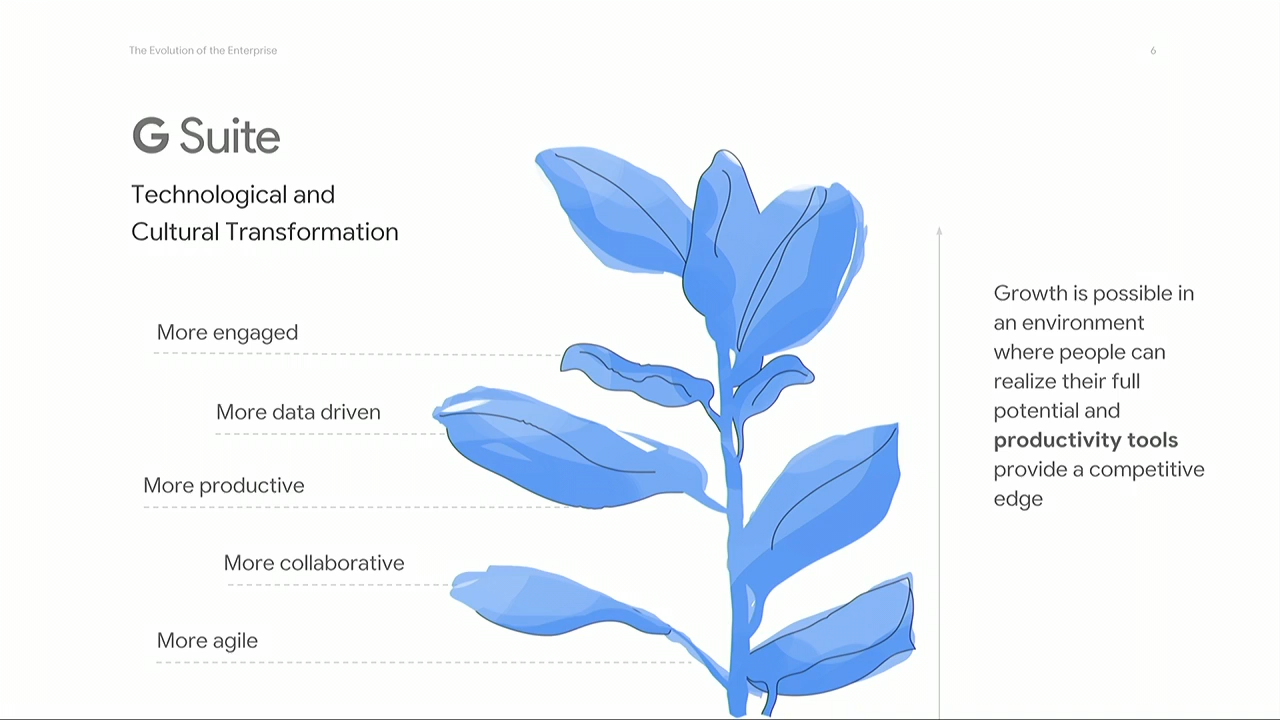 The Evolution of the Enterprise
6
G Suite
Technological and
Cultural Transformation
More engaged
More data driven
More productive
More collaborative
More agile
Growth is possible in
an environment
where people can
realize their full
potential and
productivity tools
provide a competitive
edge